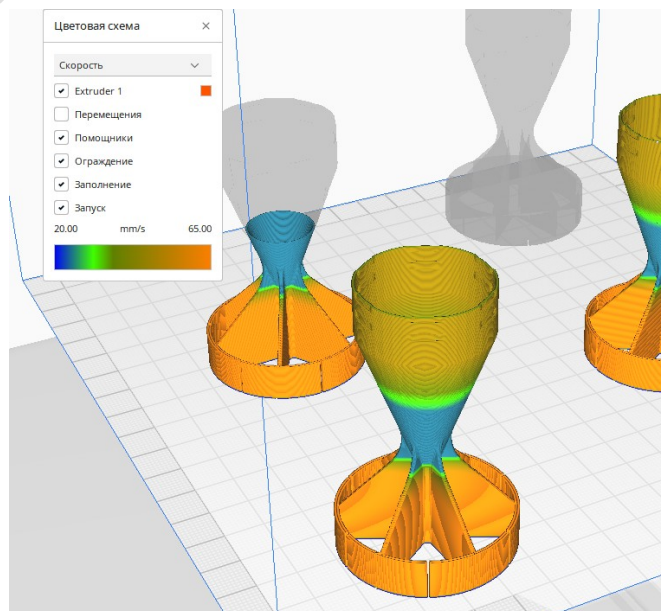 Цветовая схема ×
Скорость
Extruder 1
Перемещения
Помощники
Ограждение
Заполнение
Запуск
20.00 mm/s 65.00